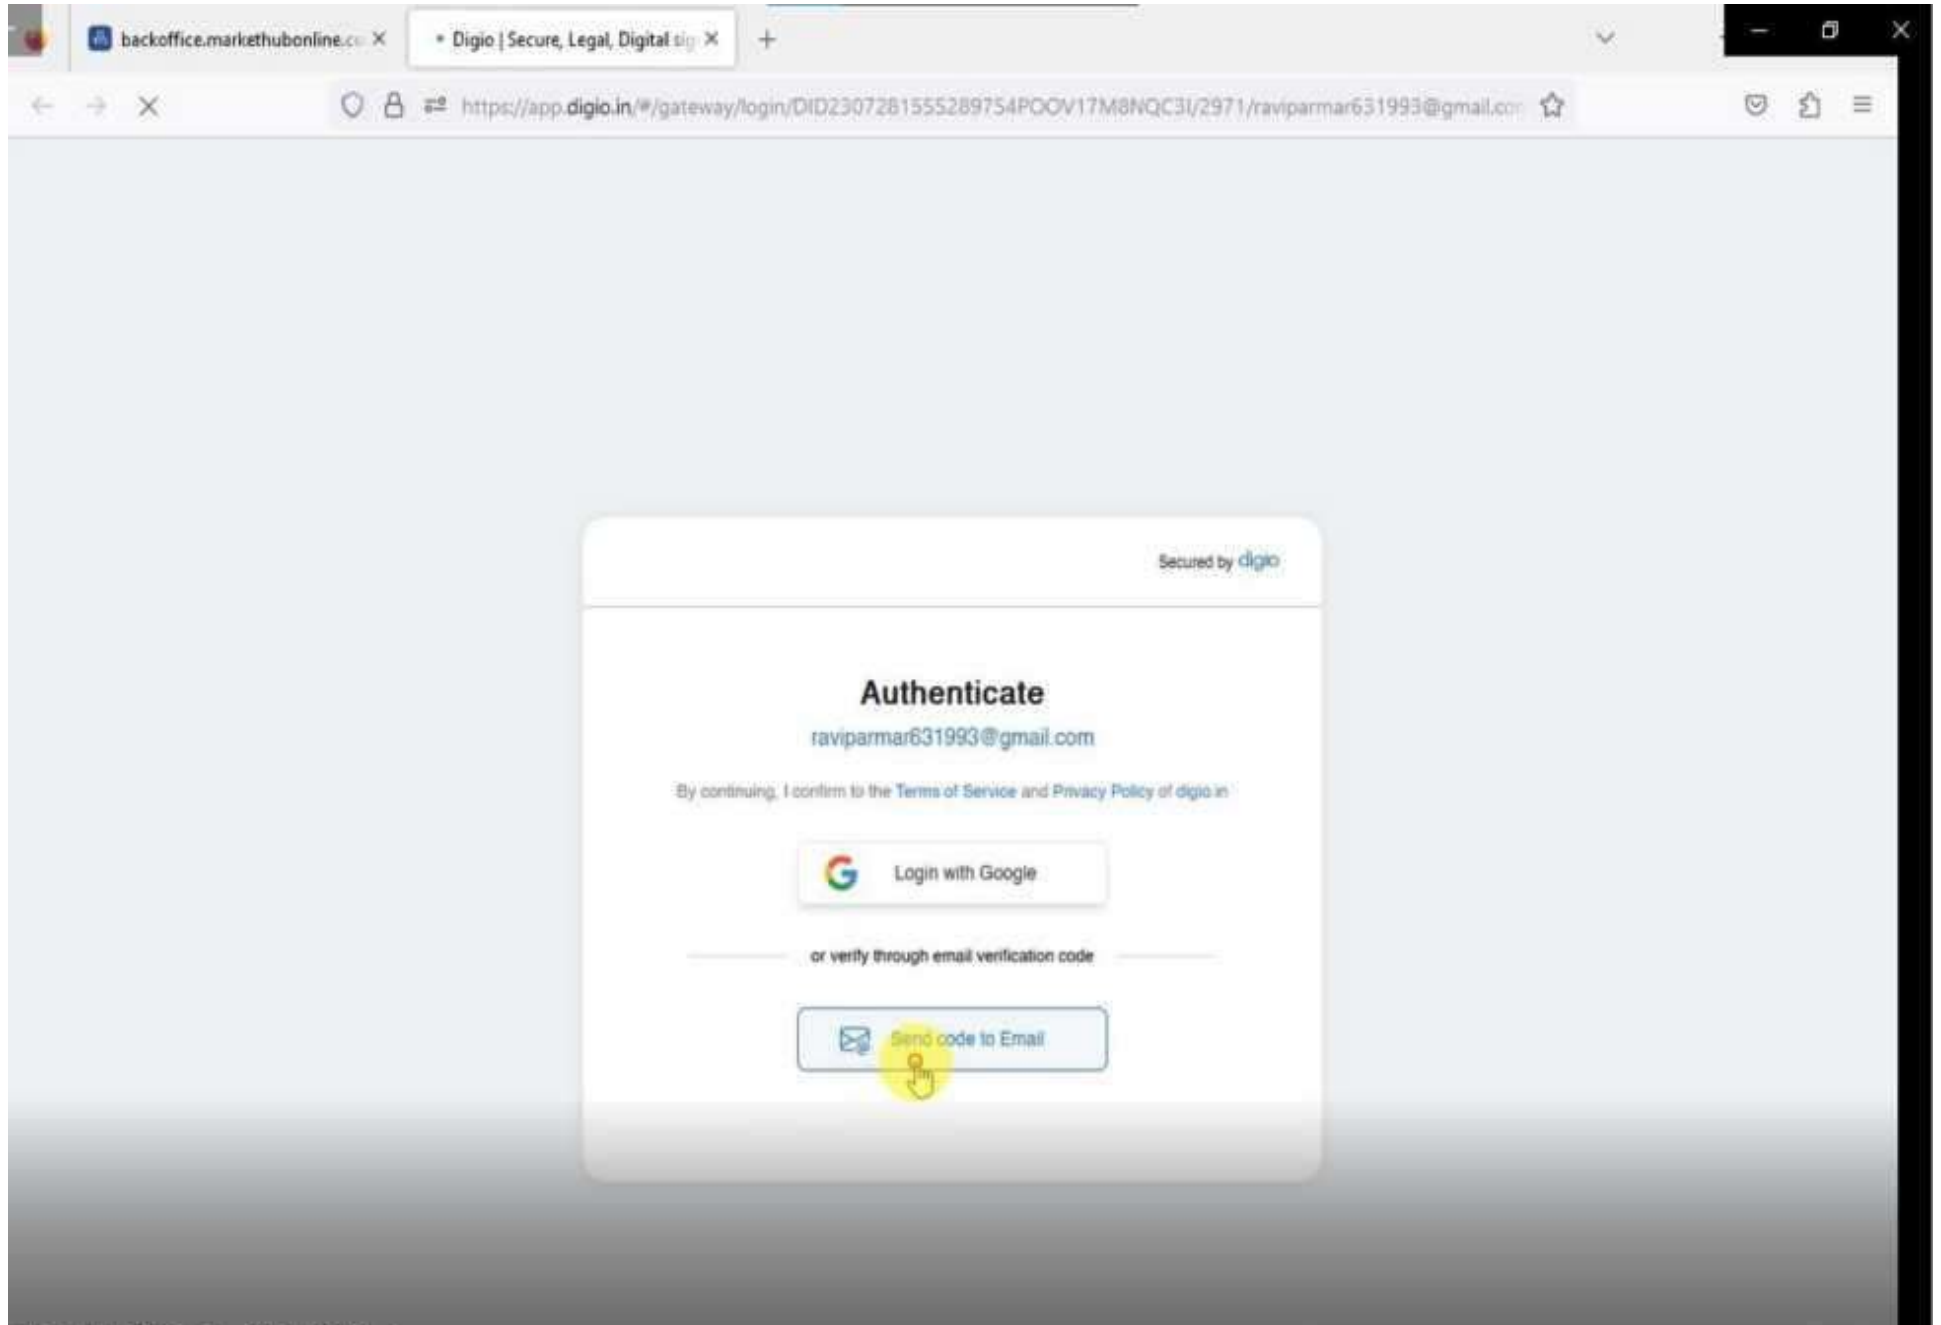 backoffice.markethubonline.co
Digio | Secure, Legal, Digital sig
https://app.digio.in/#/gateway/login/DID2307281555289754POOV17M8NQC3I/2971/raviparmar631993@gmail.com
Secured by digio
Authenticate
raviparmar631993@gmail.com
By continuing, I confirm to the Terms of Service and Privacy Policy of digio.in
Login with Google
or verify through email verification code
Send code to Email